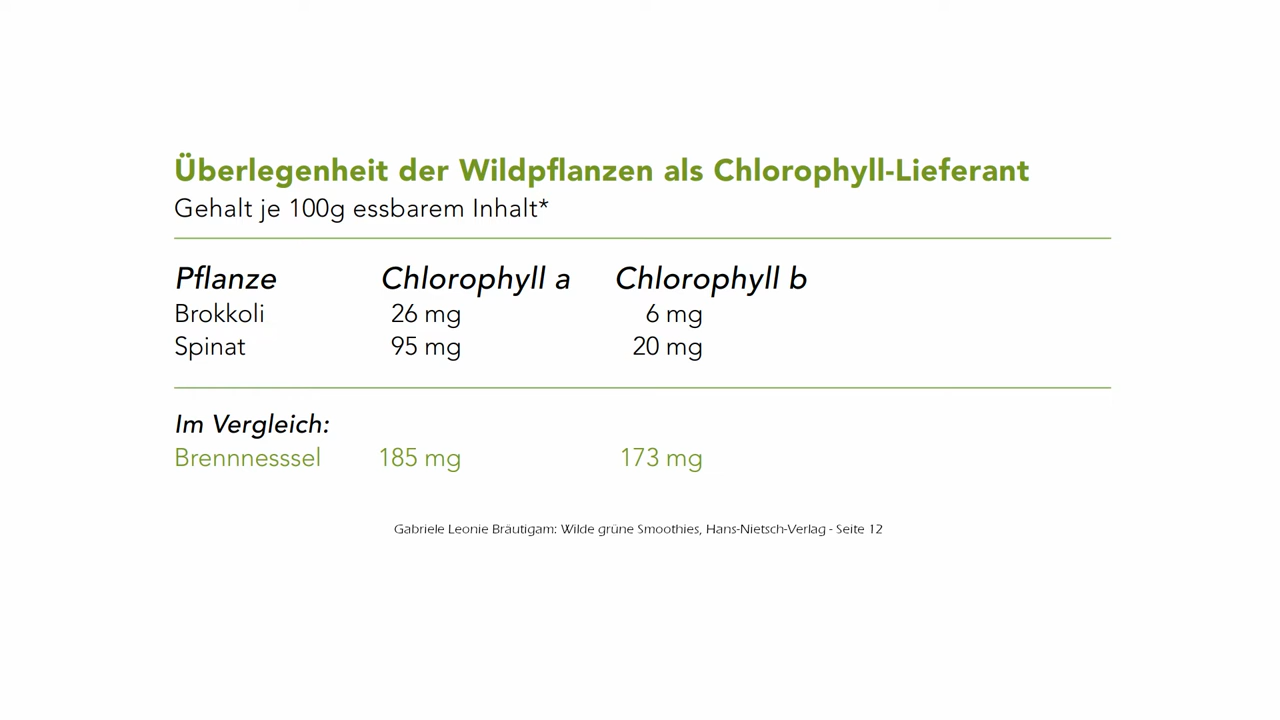 Überlegenheit der Wildpflanzen als Chlorophyll-Lieferant
Gehalt je 100g essbarem Inhalt*
Pflanze Chlorophyll a Chlorophyll b
Brokkoli 26 mg 6 mg
Spinat 95 mg 20 mg
Im Vergleich:
Brennnesssel 185 mg 173 mg
Gabriele Leonie Bräutigam: Wilde grüne Smoothies, Hans-Nietsch-Verlag - Seite 12